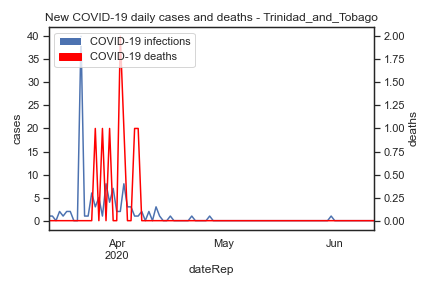 New COVID-19 daily cases and deaths - Trinidad_and_Tobago
COVID-19 infections
COVID-19 deaths
cases
40
35
30
25
20
15
10
5
0
deaths
2.00
1.75
1.50
1.25
1.00
0.75
0.50
0.25
0.00
Apr
2020
May
Jun
dateRep